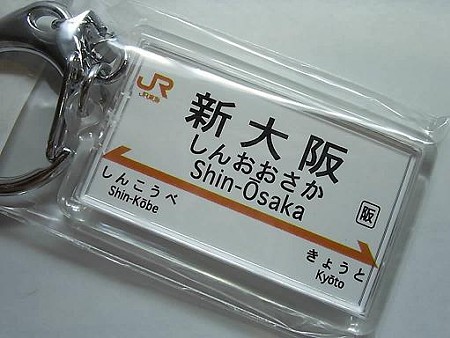 JR
JR東海
新大阪
しんおおさか
Shin-Osaka
阪
しんこうべ
Shin-Kōbe
きょうと
Kyōto